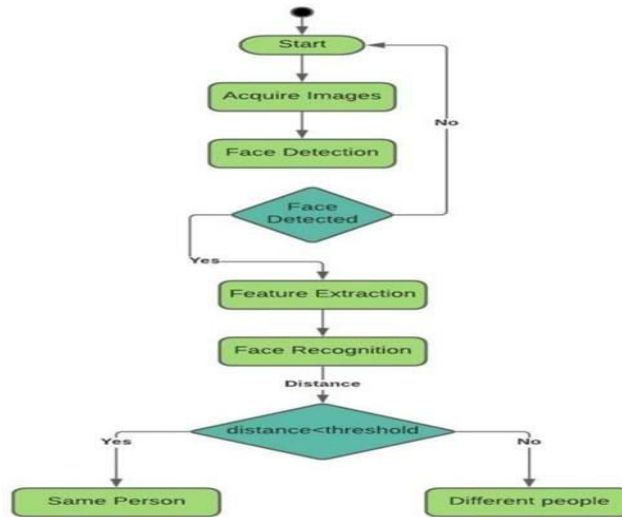 Start
Acquire Images
No
Face Detection
Face
Detected
Yes
Feature Extraction
Face Recognition
Distance
distance<threshold
Yes
No
Same Person
Different people